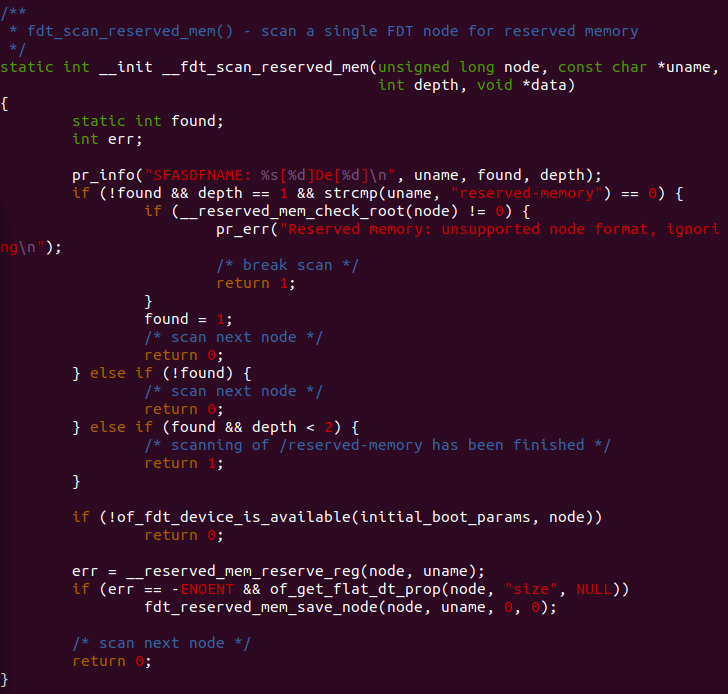 /**
 * fdt_scan_reserved_mem() - scan a single FDT node for reserved memory
 */
static int __init __fdt_scan_reserved_mem(unsigned long node, const char *uname,
                                          int depth, void *data)
{
        static int found;
        int err;

        pr_info("SFASDFNAME: %s[%d]De[%d]\n", uname, found, depth);
        if (!found && depth == 1 && strcmp(uname, "reserved-memory") == 0) {
                if (__reserved_mem_check_root(node) != 0) {
                        pr_err("Reserved memory: unsupported node format, ignori
ng\n");
                        /* break scan */
                        return 1;
                }
                found = 1;
                /* scan next node */
                return 0;
        } else if (!found) {
                /* scan next node */
                return 0;
        } else if (found && depth < 2) {
                /* scanning of /reserved-memory has been finished */
                return 1;
        }

        if (!of_fdt_device_is_available(initial_boot_params, node))
                return 0;

        err = __reserved_mem_reserve_reg(node, uname);
        if (err == -ENOENT && of_get_flat_dt_prop(node, "size", NULL))
                fdt_reserved_mem_save_node(node, uname, 0, 0);

        /* scan next node */
        return 0;
}